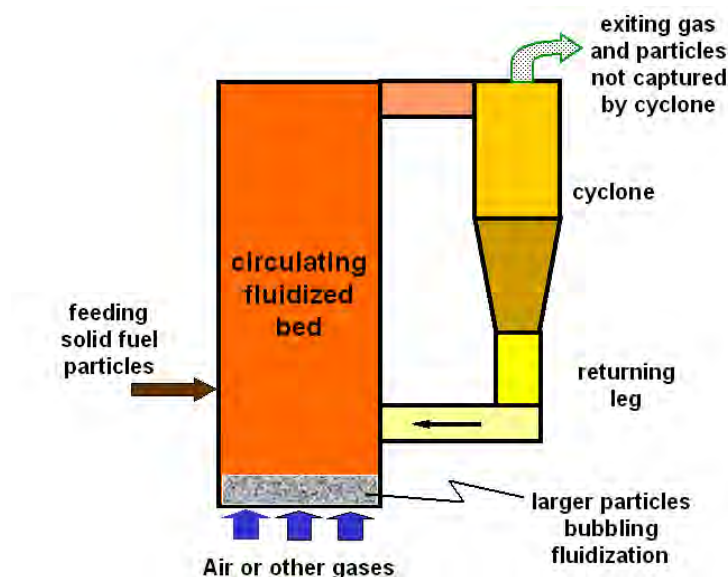 exiting gas
and particles
not captured
by cyclone
cyclone
circulating
fluidized
bed
feeding
solid fuel
particles
returning
leg
larger particles
bubbling
fluidization
Air or other gases